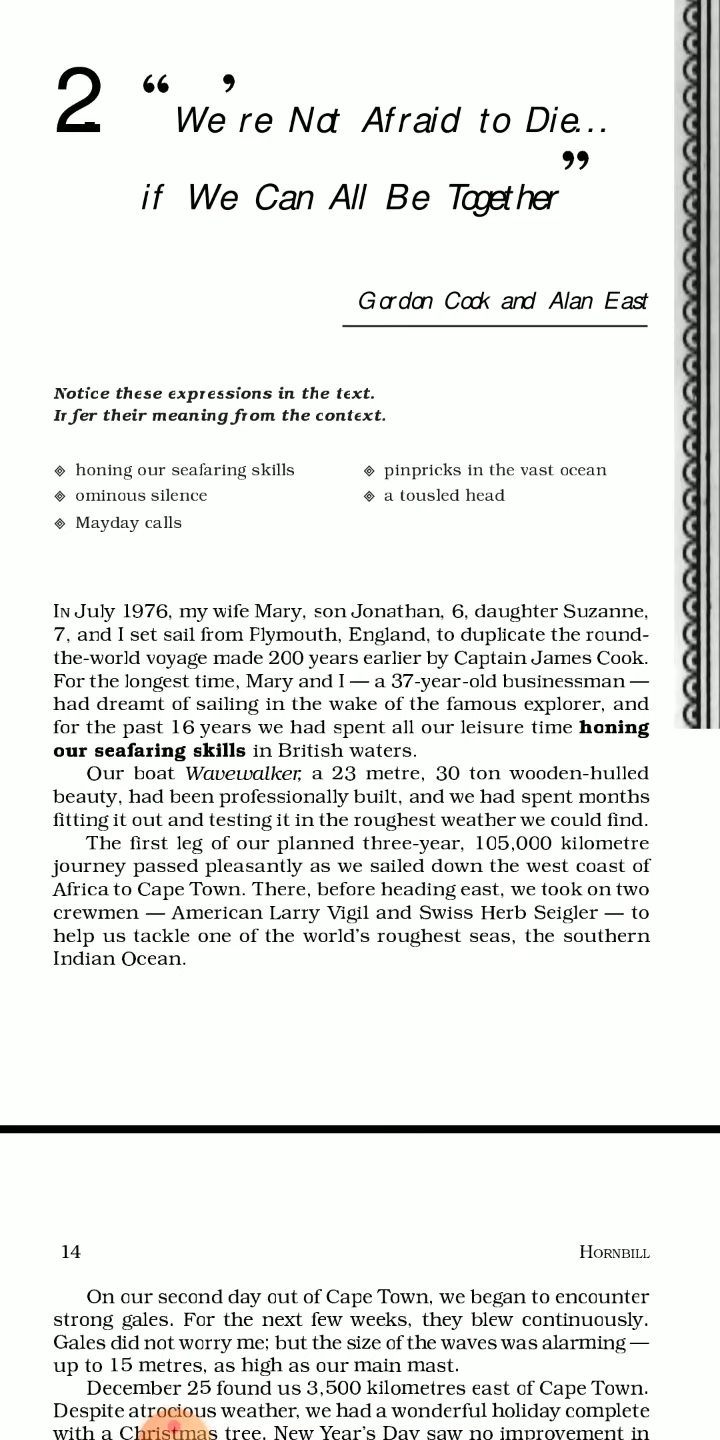 2 “We’re Not Afraid to Die...
if We Can All Be Together”
Gordon Cook and Alan East
Notice these expressions in the text.
Infer their meaning from the context.
honing our seafaring skills
pinpricks in the vast ocean
ominous silence
a tousled head
Mayday calls
IN July 1976, my wife Mary, son Jonathan, 6, daughter Suzanne,
7, and I set sail from Plymouth, England, to duplicate the round-
the-world voyage made 200 years earlier by Captain James Cook.
For the longest time, Mary and I — a 37-year-old businessman —
had dreamt of sailing in the wake of the famous explorer, and
for the past 16 years we had spent all our leisure time honing
our seafaring skills in British waters.
Our boat Wavewalker, a 23 metre, 30 ton wooden-hulled
beauty, had been professionally built, and we had spent months
fitting it out and testing it in the roughest weather we could find.
The first leg of our planned three-year, 105,000 kilometre
journey passed pleasantly as we sailed down the west coast of
Africa to Cape Town. There, before heading east, we took on two
crewmen — American Larry Vigil and Swiss Herb Seigler — to
help us tackle one of the world’s roughest seas, the southern
Indian Ocean.
14 HORNBILL
On our second day out of Cape Town, we began to encounter
strong gales. For the next few weeks, they blew continuously.
Gales did not worry me; but the size of the waves was alarming —
up to 15 metres, as high as our main mast.
December 25 found us 3,500 kilometres east of Cape Town.
Despite atrocious weather, we had a wonderful holiday complete
with a Christmas tree. New Year’s Day saw no improvement in